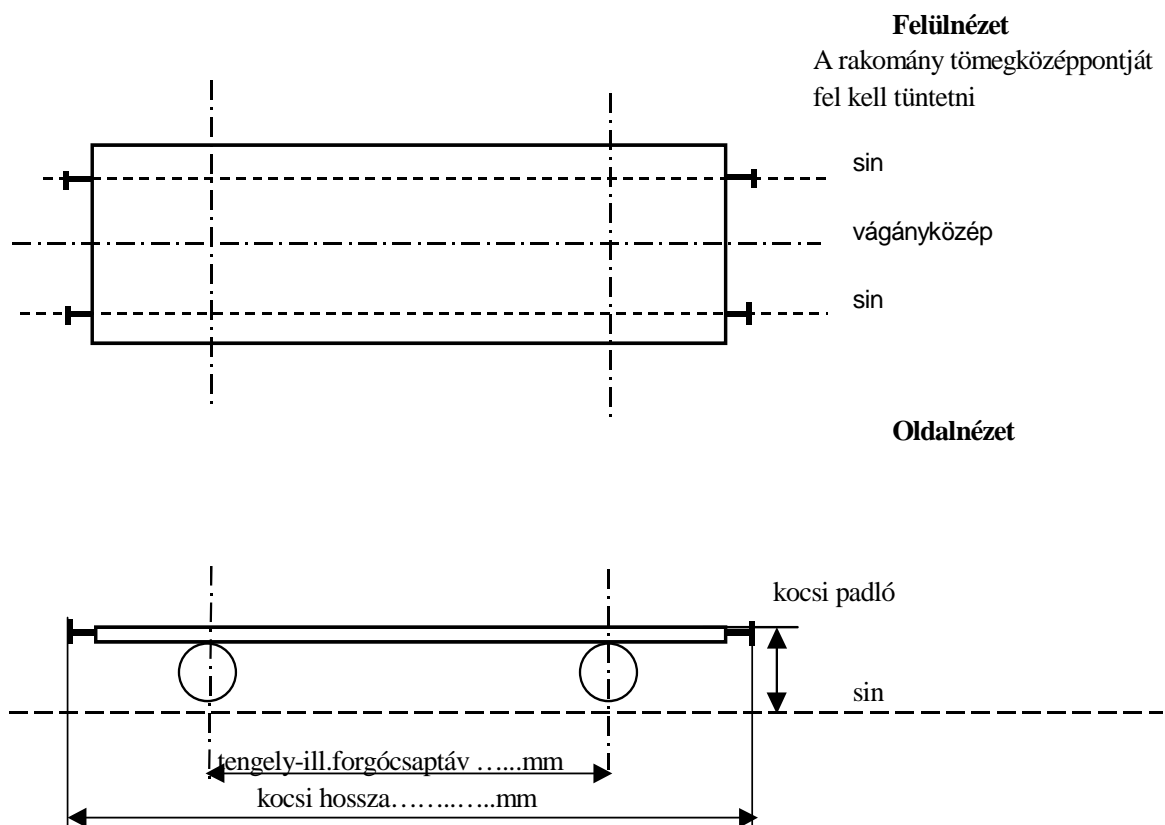 Felülnézet
A rakomány tömegközéppontját
fel kell tüntetni
sin
vágányközép
sin
Oldalnézet
kocsi padló
sin
tengely-ill.forgócsaptáv …...mm
kocsi hossza……..…..mm